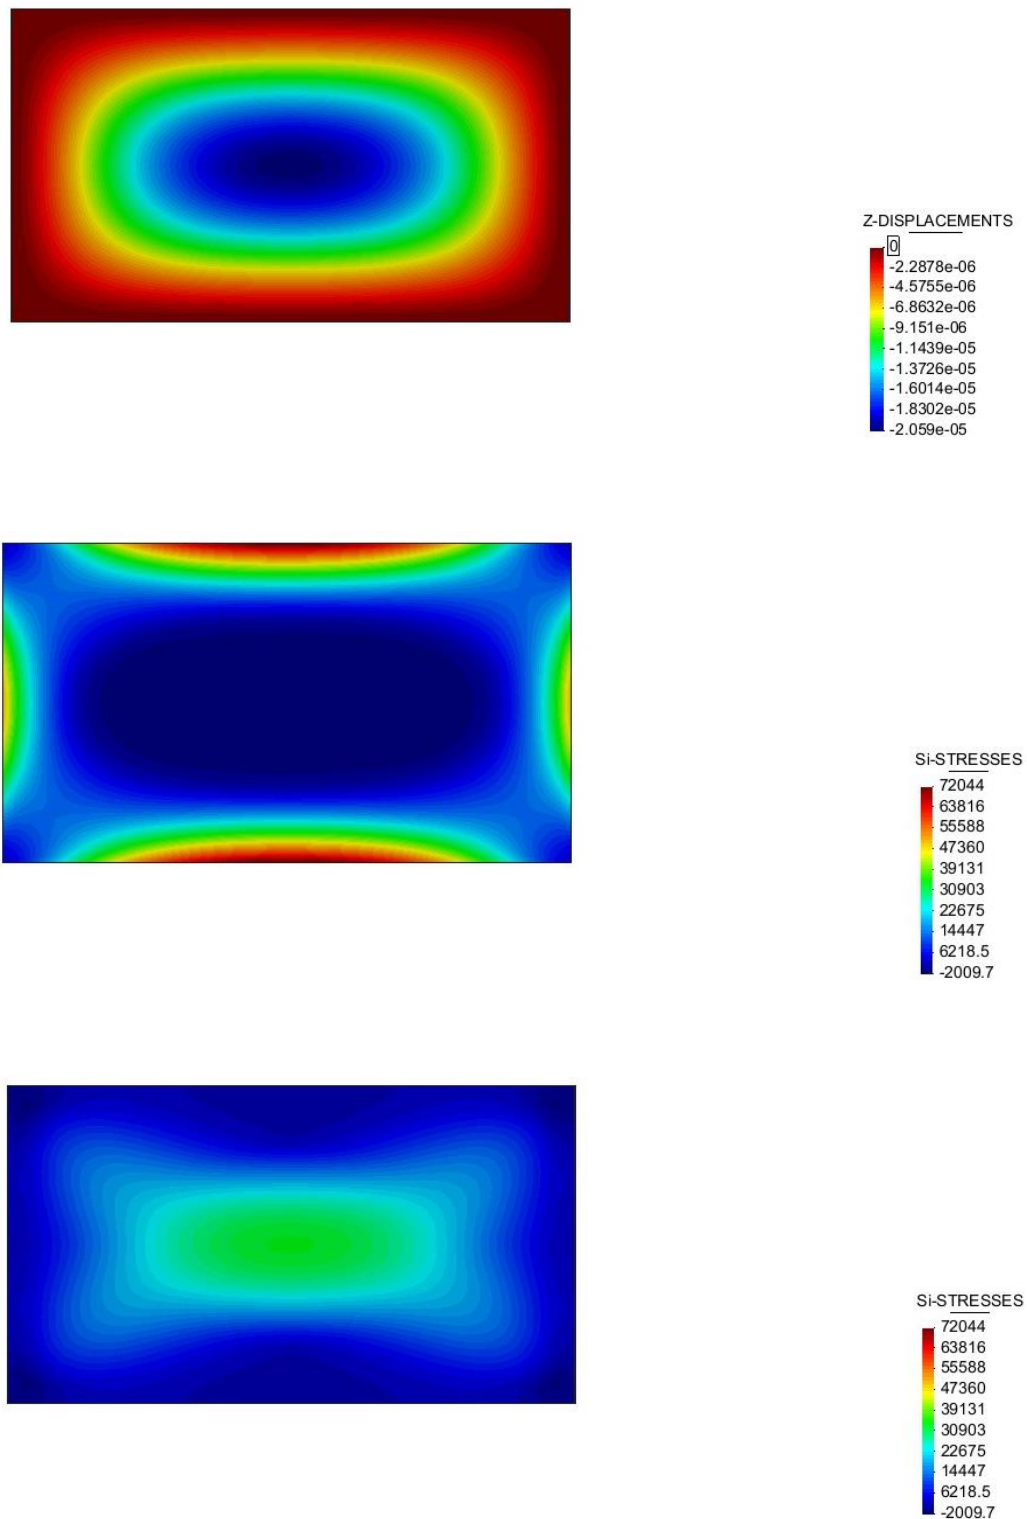 Z-DISPLACEMENTS
0
-2.2878e-06
-4.5755e-06
-6.8632e-06
-9.151e-06
-1.1439e-05
-1.3726e-05
-1.6014e-05
-1.8302e-05
-2.059e-05
Si-STRESSES
72044
63816
55588
47360
39131
30903
22675
14447
6218.5
-2009.7
Si-STRESSES
72044
63816
55588
47360
39131
30903
22675
14447
6218.5
-2009.7